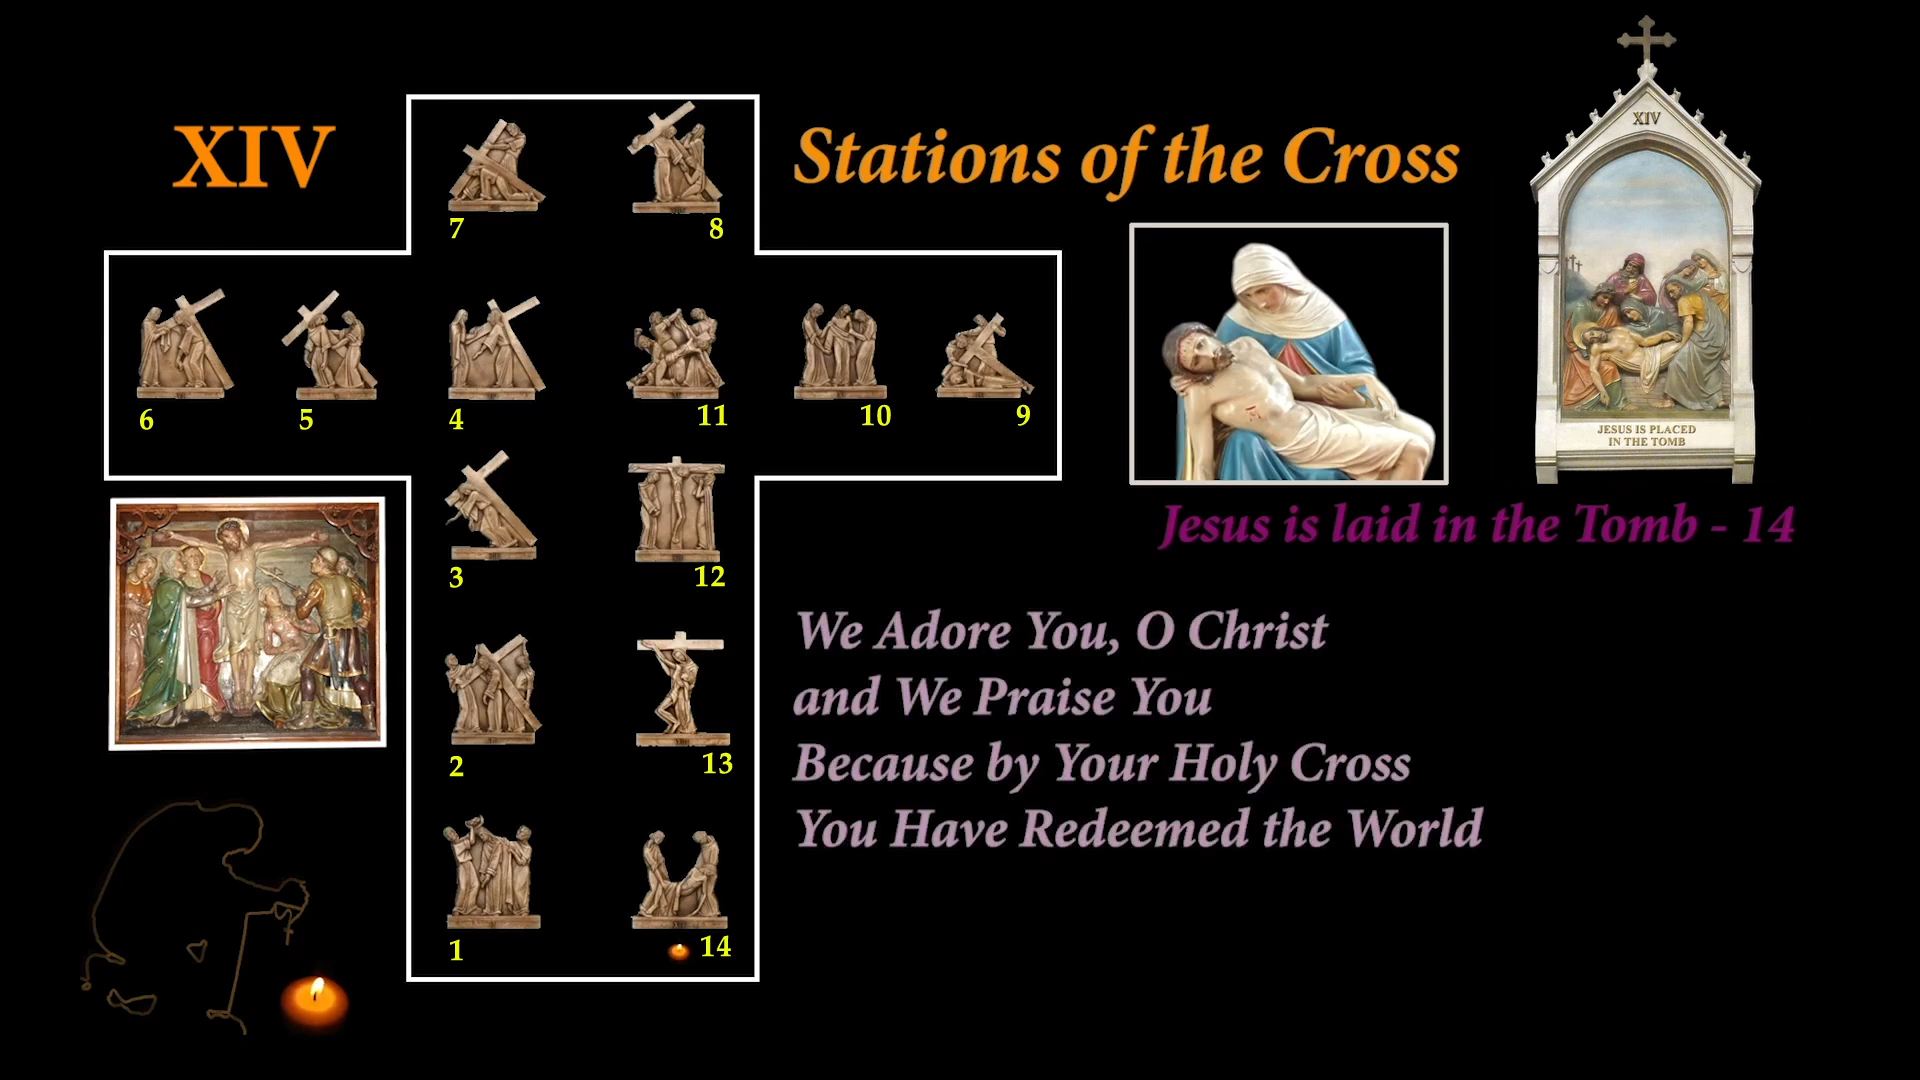 XIV
Stations of the Cross
XIV
7
8
6
5
4
11
10
9
JESUS IS PLACED
IN THE TOMB
Jesus is laid in the Tomb - 14
3
12
We Adore You, O Christ
and We Praise You
Because by Your Holy Cross
You Have Redeemed the World
2
13
1
14